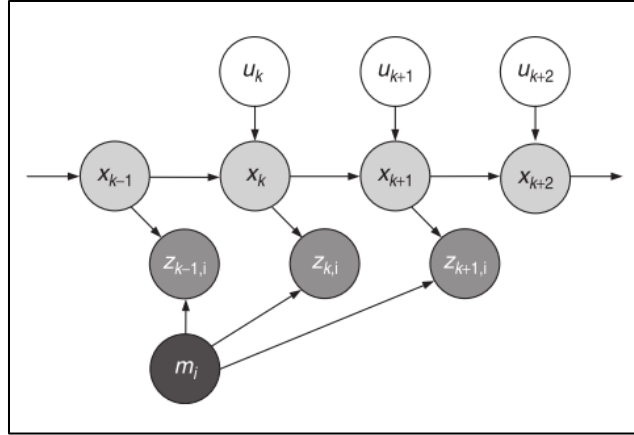 u_k u_{k+1} u_{k+2}
x_{k−1} x_k x_{k+1} x_{k+2}
z_{k−1,i} z_{k,i} z_{k+1,i}
m_i